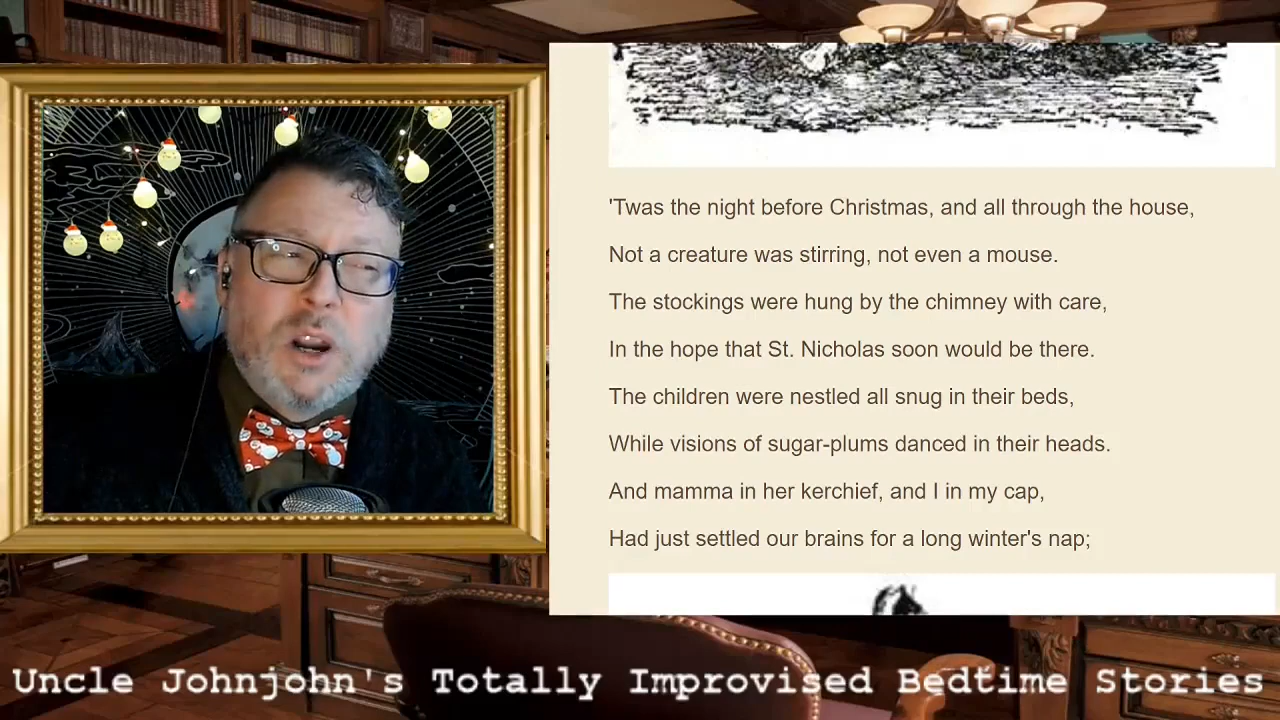 'Twas the night before Christmas, and all through the house,
Not a creature was stirring, not even a mouse.
The stockings were hung by the chimney with care,
In the hope that St. Nicholas soon would be there.
The children were nestled all snug in their beds,
While visions of sugar-plums danced in their heads.
And mamma in her kerchief, and I in my cap,
Had just settled our brains for a long winter's nap;
Uncle Johnjohn's Totally Improvised Bedtime Stories